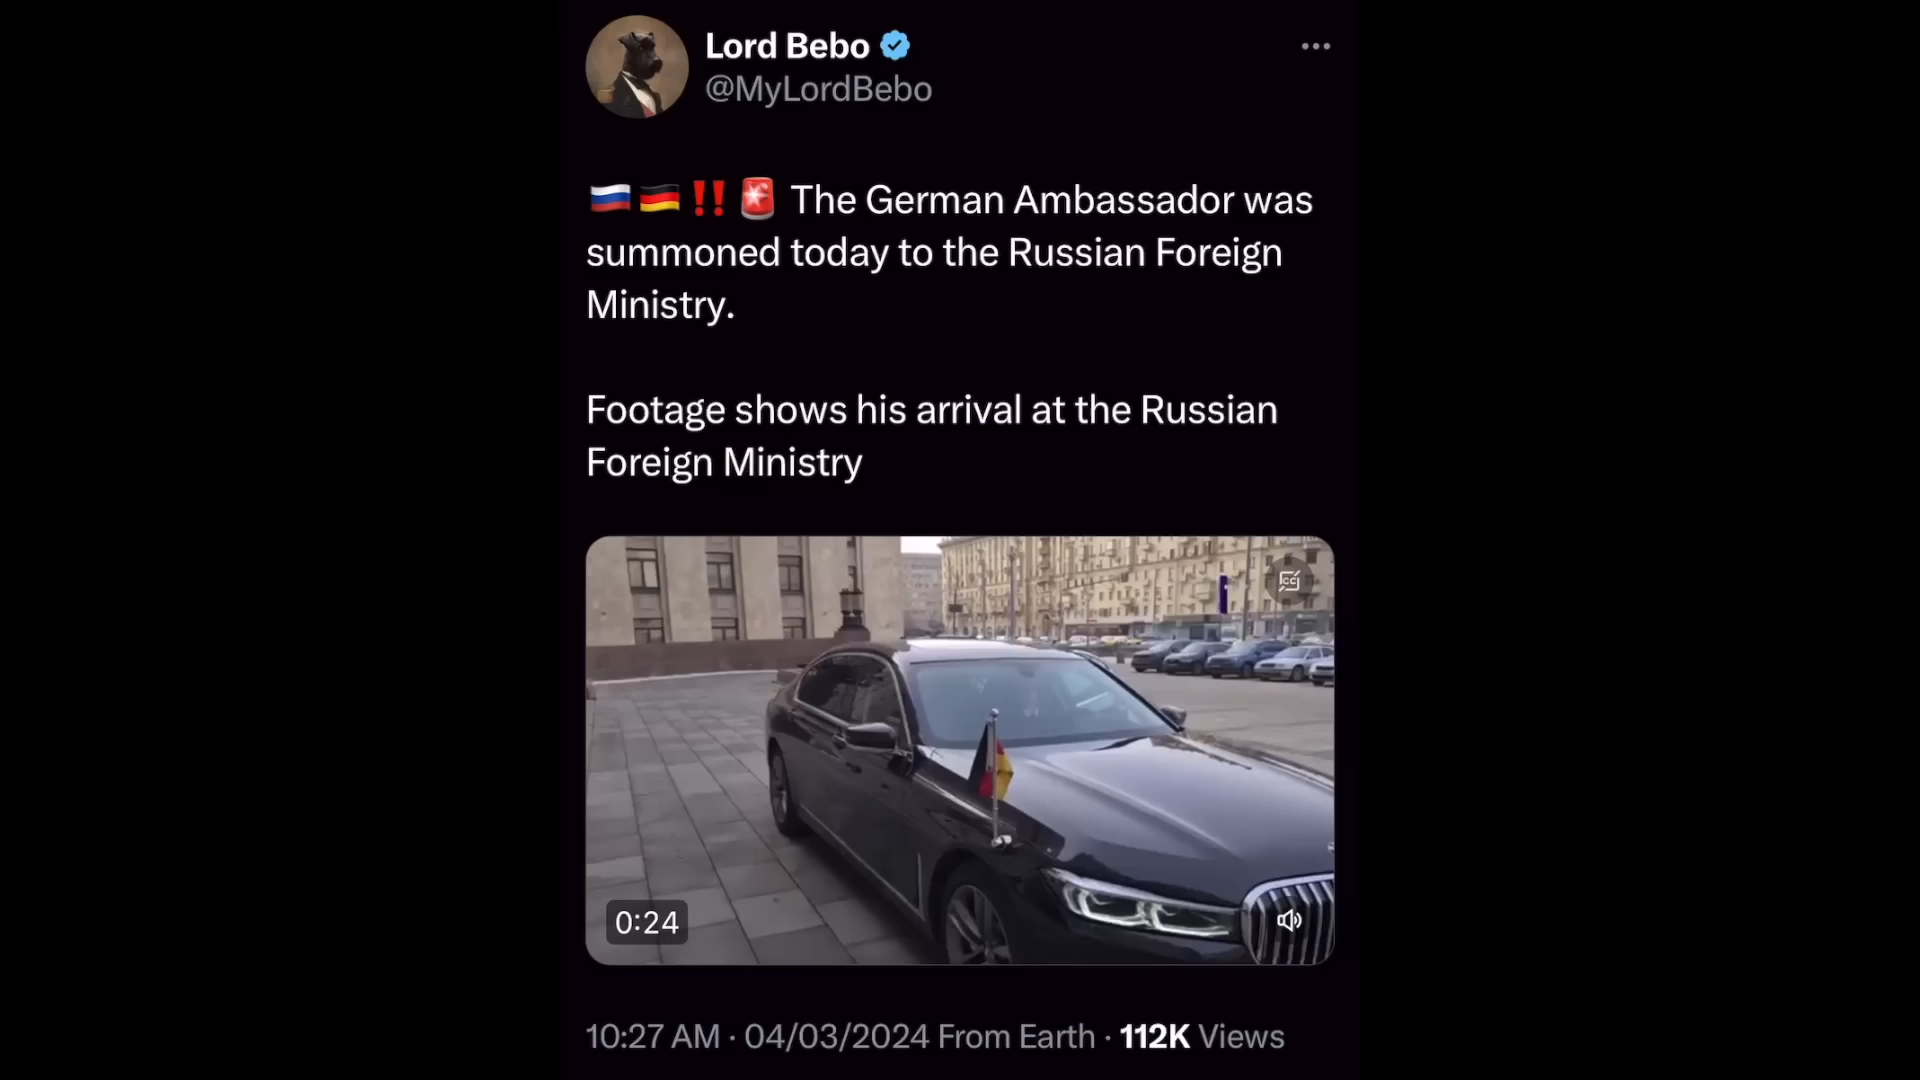 Lord Bebo
@MyLordBebo
🇷🇺🇩🇪‼️🚨 The German Ambassador was
summoned today to the Russian Foreign
Ministry.
Footage shows his arrival at the Russian
Foreign Ministry
CC
0:24
10:27 AM · 04/03/2024 From Earth · 112K Views